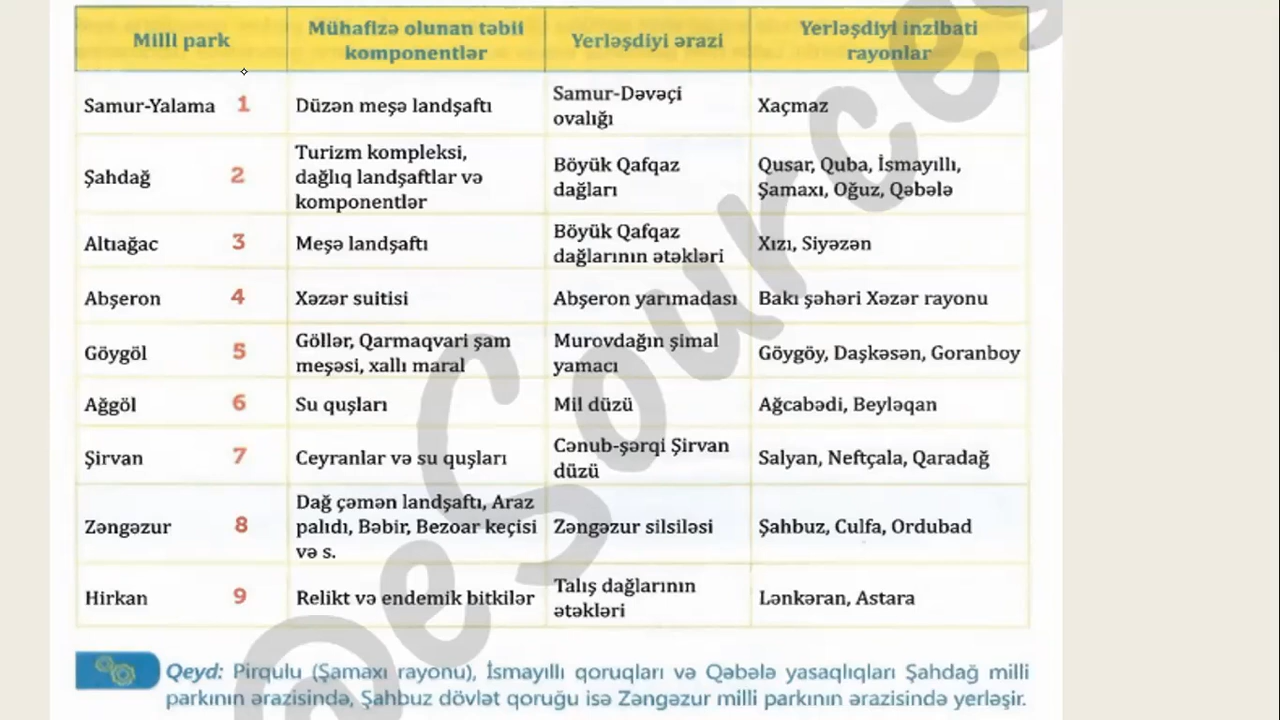 Milli park
Mühafizə olunan təbii
komponentlər
Yerləşdiyi ərazi
Yerləşdiyi inzibati
rayonlar
Samur-Yalama 1
Düzən meşə landşaftı
Samur-Dəvəçi
ovalığı
Xaçmaz
Şahdağ 2
Turizm kompleksi,
dağlıq landşaftlar və
komponentlər
Böyük Qafqaz
dağları
Qusar, Quba, İsmayıllı,
Şamaxı, Oğuz, Qəbələ
Altıağac 3
Meşə landşaftı
Böyük Qafqaz
dağlarının ətəkləri
Xızı, Siyəzən
Abşeron 4
Xəzər suitisi
Abşeron yarımadası
Bakı şəhəri Xəzər rayonu
Göygöl 5
Göllər, Qarmaqvari şam
meşəsi, xallı maral
Murovdağın şimal
yamacı
Göygöy, Daşkəsən, Goranboy
Ağgöl 6
Su quşları
Mil düzü
Ağcabədi, Beyləqan
Şirvan 7
Ceyranlar və su quşları
Cənub-şərqi Şirvan
düzü
Salyan, Neftçala, Qaradağ
Zəngəzur 8
Dağ çəmən landşaftı, Araz
palıdı, Bəbir, Bezoar keçisi
və s.
Zəngəzur silsiləsi
Şahbuz, Culfa, Ordubad
Hirkan 9
Relikt və endemik bitkilər
Talış dağlarının
ətəkləri
Lənkəran, Astara
Qeyd: Pirqulu (Şamaxı rayonu), İsmayıllı qoruqları və Qəbələ yasaqlıqları Şahdağ milli
parkının ərazisində, Şahbuz dövlət qoruğu isə Zəngəzur milli parkının ərazisində yerləşir.